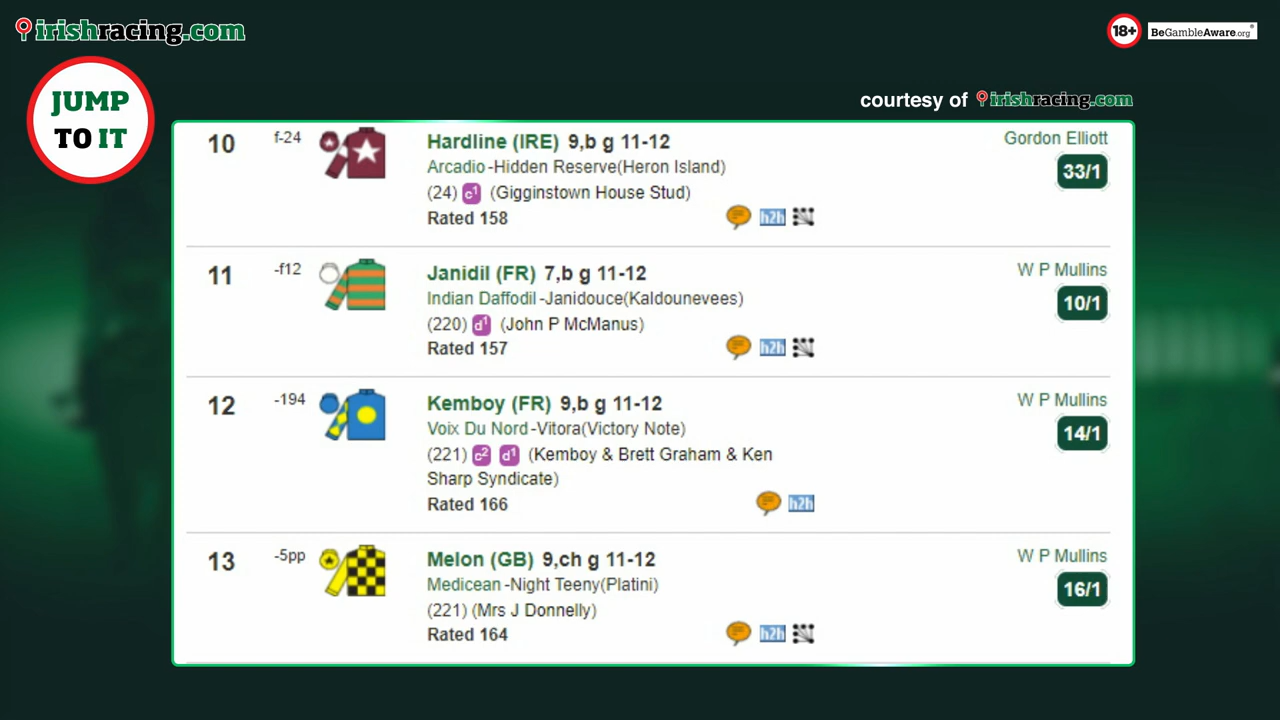 irishracing.com
18+
BeGambleAware.org®
JUMP
TO IT
courtesy of irishracing.com
10 f-24 Hardline (IRE) 9,b g 11-12 Gordon Elliott
Arcadio -Hidden Reserve(Heron Island) 33/1
(24) c1 (Gigginstown House Stud)
Rated 158 h2h
11 -f12 Janidil (FR) 7,b g 11-12 W P Mullins
Indian Daffodil -Janidouce(Kaldounevees) 10/1
(220) d1 (John P McManus)
Rated 157 h2h
12 -194 Kemboy (FR) 9,b g 11-12 W P Mullins
Voix Du Nord -Vitora(Victory Note) 14/1
(221) c2 d1 (Kemboy & Brett Graham & Ken
Sharp Syndicate)
Rated 166 h2h
13 -5pp Melon (GB) 9,ch g 11-12 W P Mullins
Medicean -Night Teeny(Platini) 16/1
(221) (Mrs J Donnelly)
Rated 164 h2h